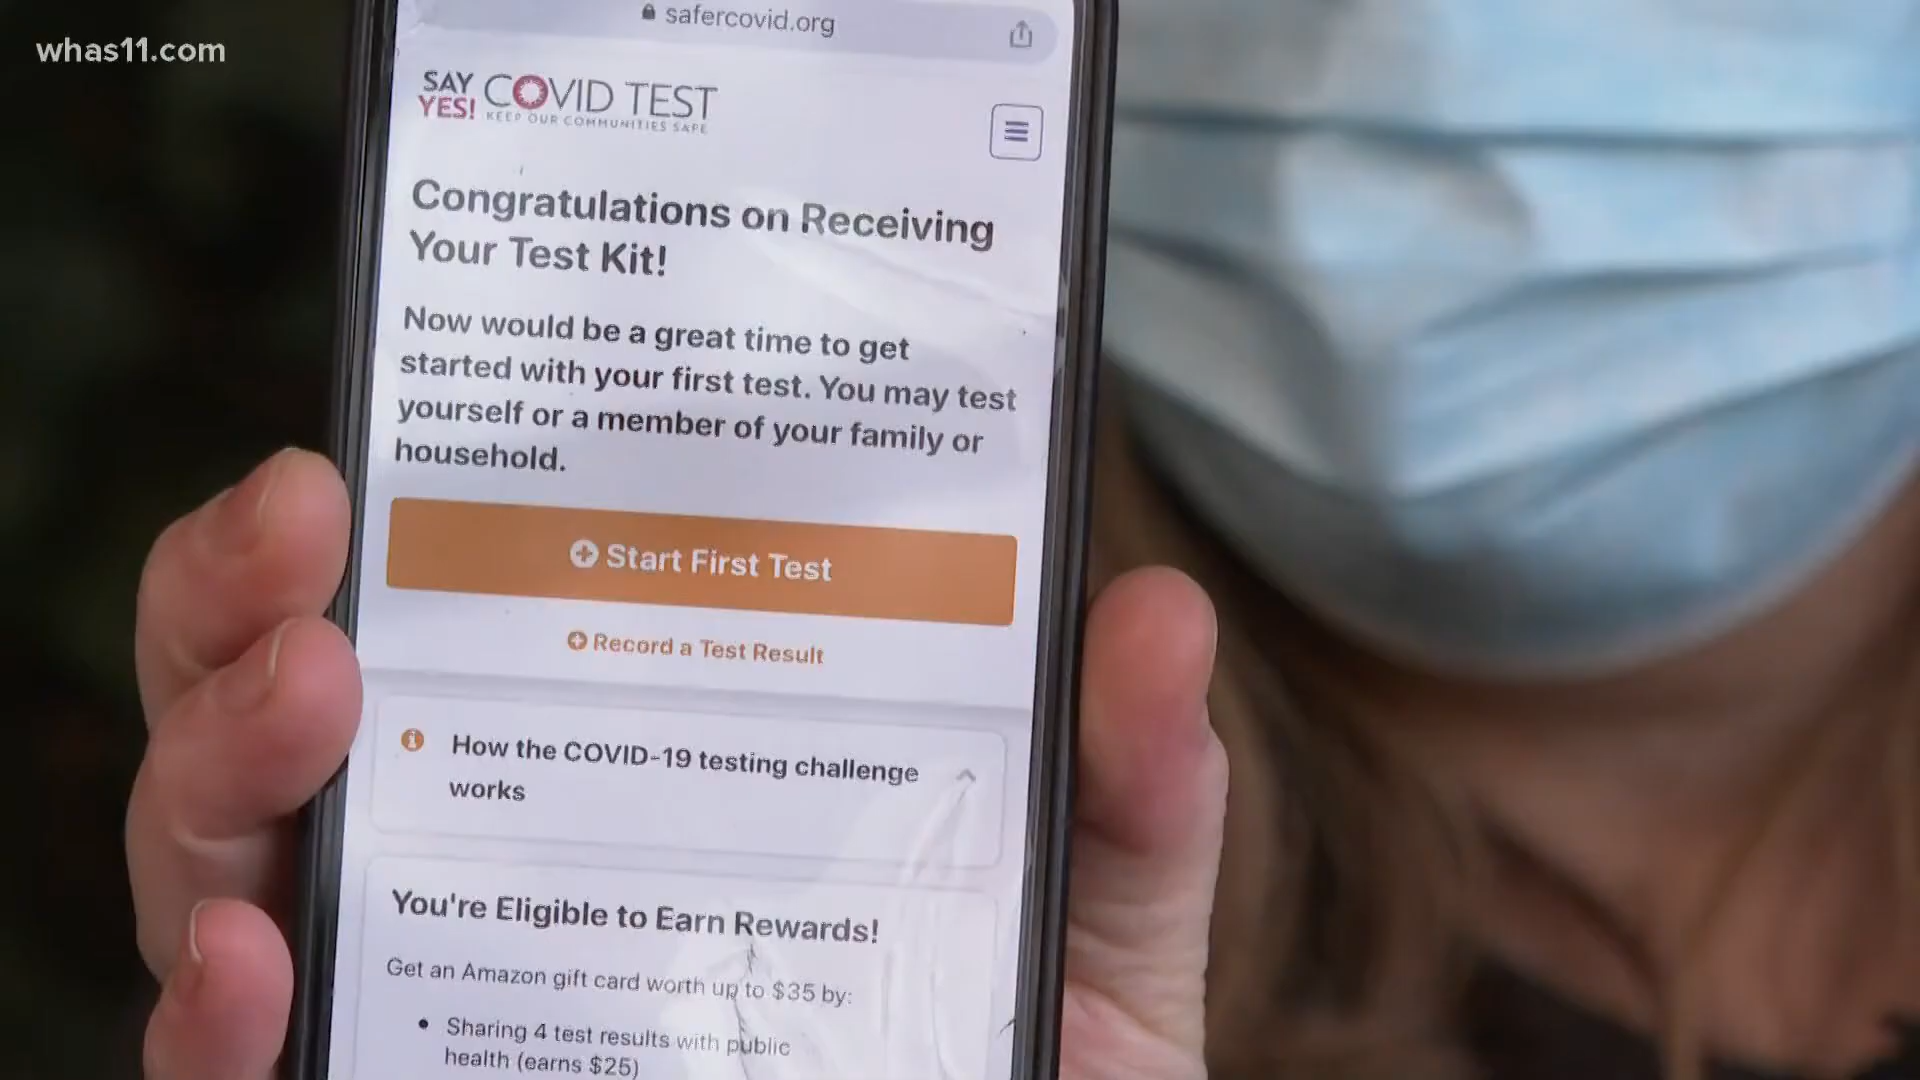 whas11.com
safercovid.org
SAY YES! COVID TEST
KEEP OUR COMMUNITIES SAFE
Congratulations on Receiving
Your Test Kit!
Now would be a great time to get
started with your first test. You may test
yourself or a member of your family or
household.
Start First Test
Record a Test Result
How the COVID-19 testing challenge
works
You're Eligible to Earn Rewards!
Get an Amazon gift card worth up to $35 by:
• Sharing 4 test results with public
health (earns $25)